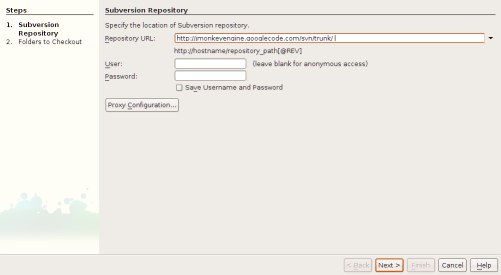 Steps
1. Subversion
Repository
2. Folders to Checkout
Subversion Repository
Specify the location of Subversion repository.
Repository URL: http://jmonkeyengine.googlecode.com/svn/trunk/
http://hostname/repository_path[@REV]
User: (leave blank for anonymous access)
Password:
Save Username and Password
Proxy Configuration...
< Back Next > Finish Cancel Help